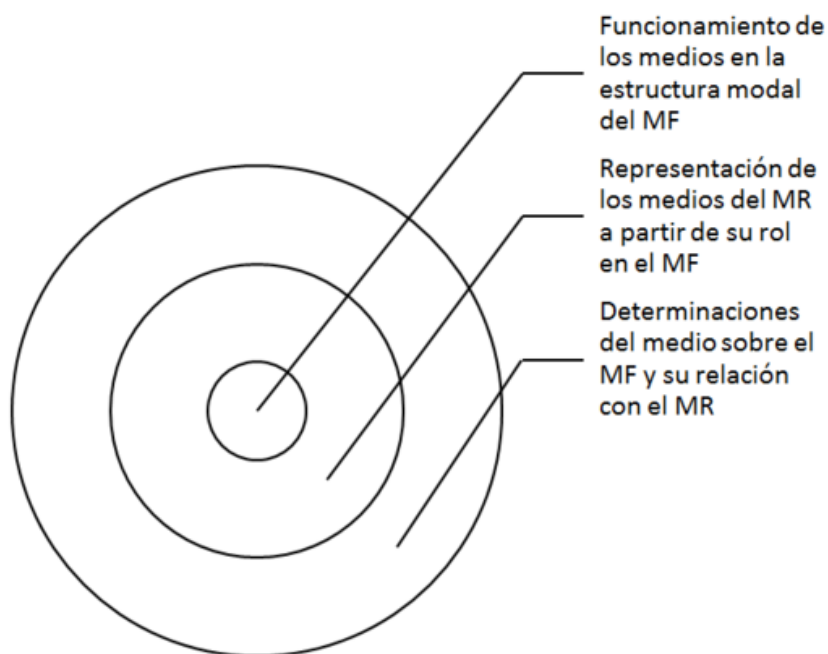 Funcionamiento de
los medios en la
estructura modal
del MF
Representación de
los medios del MR
a partir de su rol
en el MF
Determinaciones
del medio sobre el
MF y su relación
con el MR